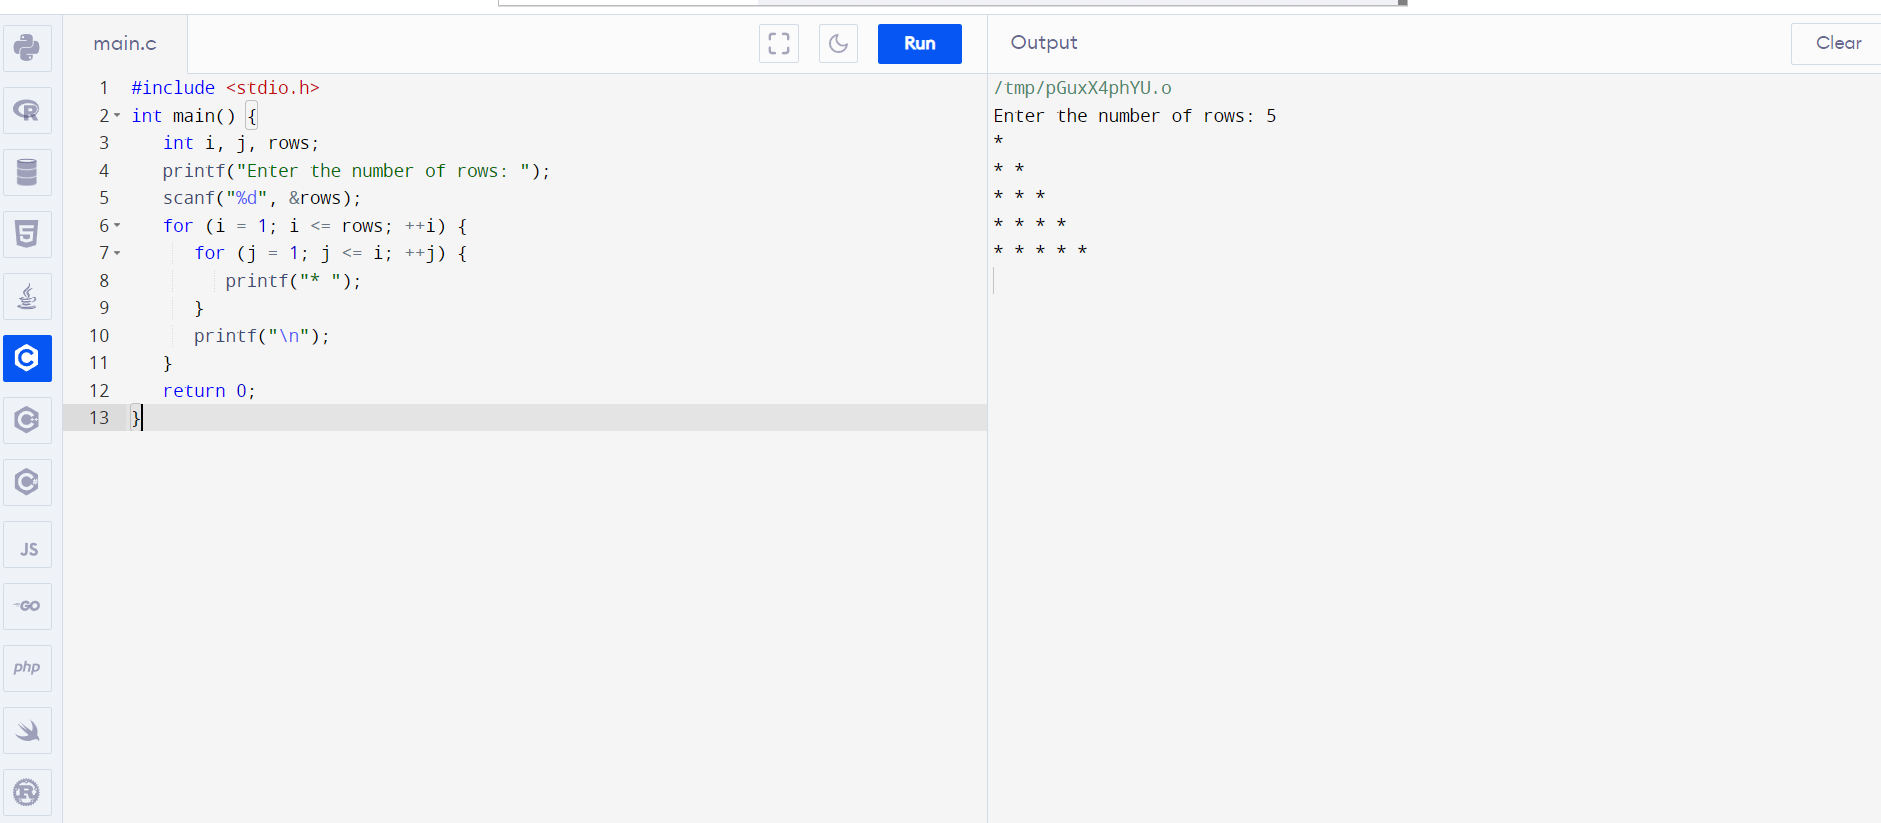 main.c
Run
Output
Clear
1 #include <stdio.h>
2 int main() {
3    int i, j, rows;
4    printf("Enter the number of rows: ");
5    scanf("%d", &rows);
6    for (i = 1; i <= rows; ++i) {
7       for (j = 1; j <= i; ++j) {
8          printf("* ");
9       }
10       printf("\n");
11    }
12    return 0;
13 }
/tmp/pGuxX4phYU.o
Enter the number of rows: 5
*
* *
* * *
* * * *
* * * * *
R
5
C
C++
C#
JS
GO
php
R